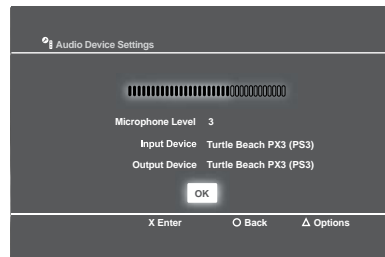 Audio Device Settings
Microphone Level 3
Input Device Turtle Beach PX3 (PS3)
Output Device Turtle Beach PX3 (PS3)
OK
X Enter O Back Δ Options